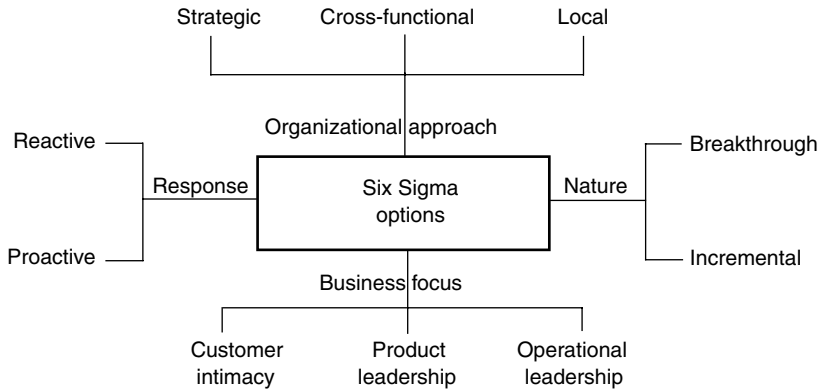 Strategic Cross-functional Local
Organizational approach
Reactive
Breakthrough
Response
Six Sigma
options
Nature
Proactive
Incremental
Business focus
Customer
intimacy
Product
leadership
Operational
leadership